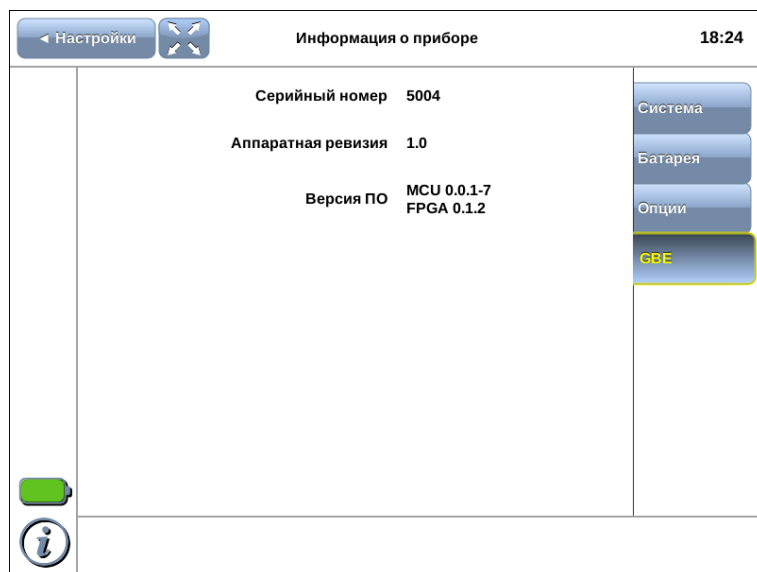 ◄ Настройки
Информация о приборе
18:24
Серийный номер 5004
Аппаратная ревизия 1.0
Версия ПО MCU 0.0.1-7
FPGA 0.1.2
Система
Батарея
Опции
GBE
i